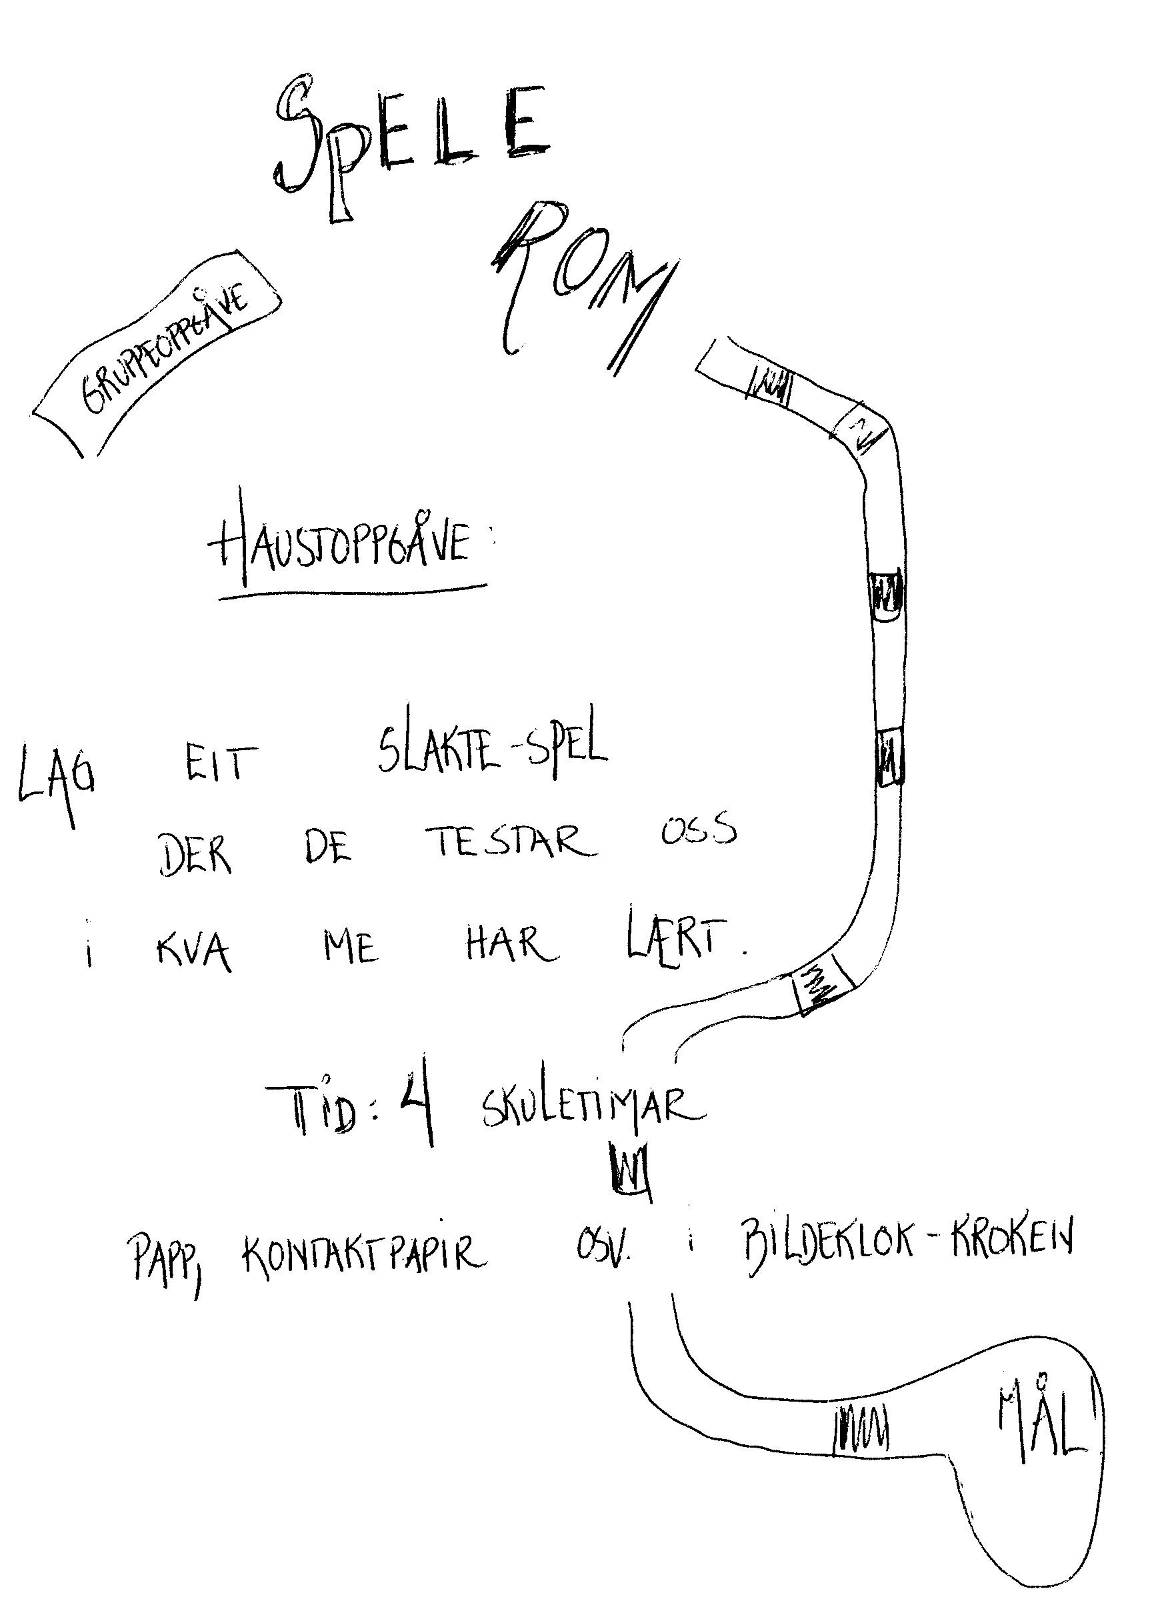 SPELE
ROM
GRUPPEOPPGÅVE
HAUSTOPPGÅVE:
LAG EIT SLAKTE-SPEL
DER DE TESTAR OSS
i KVA ME HAR LÆRT.
TiD: 4 SKULETIMAR
PAPP, KONTAKTPAPIR OSV. i BILDEKLOK-KROKEN
MÅL